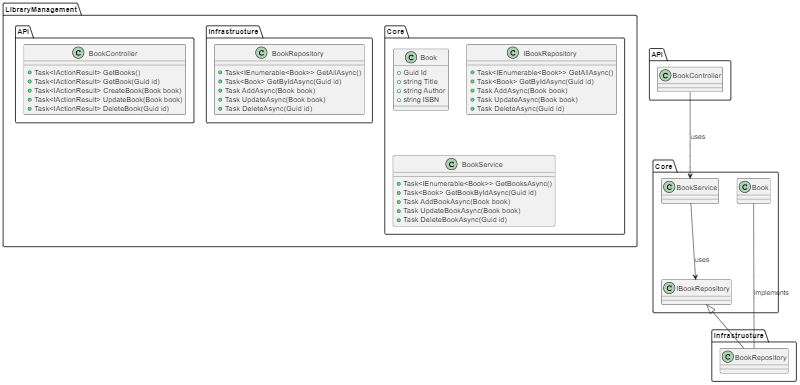 LibraryManagement
API
C BookController
Task<IActionResult> GetBooks()
Task<IActionResult> GetBook(Guid id)
Task<IActionResult> CreateBook(Book book)
Task<IActionResult> UpdateBook(Book book)
Task<IActionResult> DeleteBook(Guid id)
Infrastructure
C BookRepository
Task<IEnumerable<Book>> GetAllAsync()
Task<Book> GetByIdAsync(Guid id)
Task AddAsync(Book book)
Task UpdateAsync(Book book)
Task DeleteAsync(Guid id)
Core
C Book
Guid Id
string Title
string Author
string ISBN
C IBookRepository
Task<IEnumerable<Book>> GetAllAsync()
Task<Book> GetByIdAsync(Guid id)
Task AddAsync(Book book)
Task UpdateAsync(Book book)
Task DeleteAsync(Guid id)
C BookService
Task<IEnumerable<Book>> GetBooksAsync()
Task<Book> GetBookByIdAsync(Guid id)
Task AddBookAsync(Book book)
Task UpdateBookAsync(Book book)
Task DeleteBookAsync(Guid id)
API
C BookController
uses
Core
C BookService
C Book
uses
C IBookRepository
implements
Infrastructure
C BookRepository